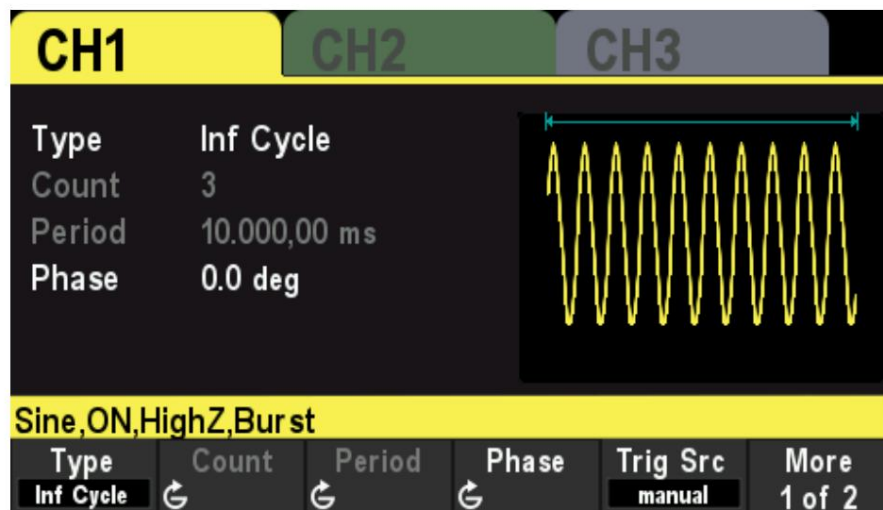 CH1 CH2 CH3
Type Inf Cycle
Count 3
Period 10.000,00 ms
Phase 0.0 deg
Sine,ON,HighZ,Burst
Type Count Period Phase Trig Src More
Inf Cycle manual 1 of 2